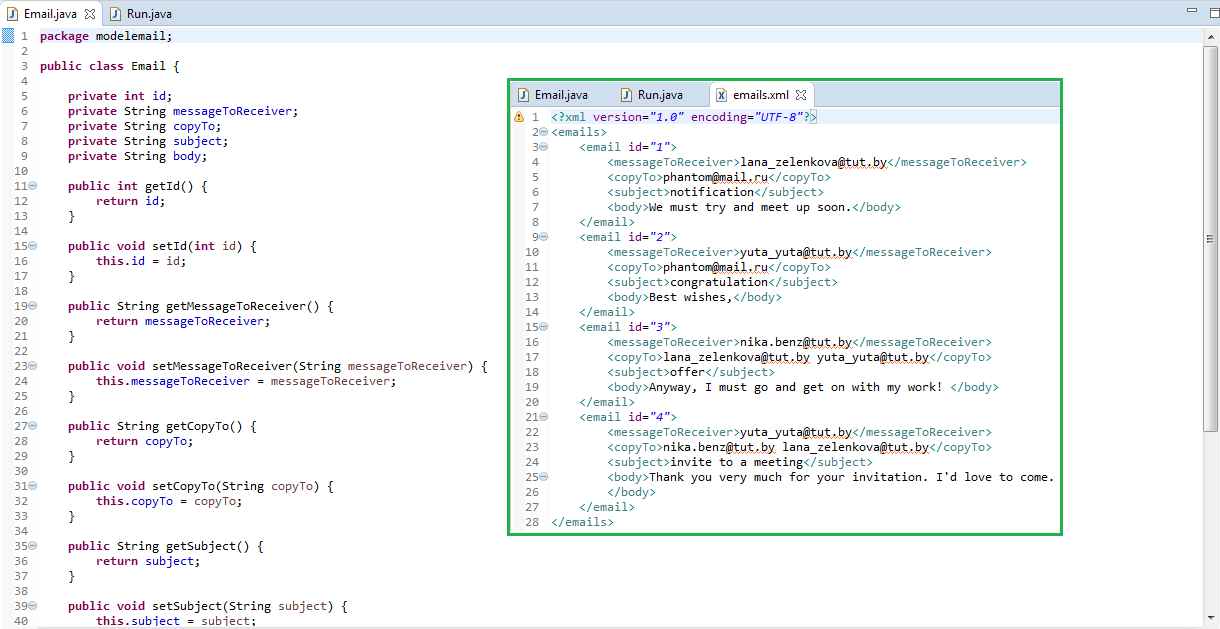 Email.java Run.java
1 package modelemail;
2
3 public class Email {
4
5 private int id;
6 private String messageToReceiver;
7 private String copyTo;
8 private String subject;
9 private String body;
10
11 public int getId() {
12 return id;
13 }
14
15 public void setId(int id) {
16 this.id = id;
17 }
18
19 public String getMessageToReceiver() {
20 return messageToReceiver;
21 }
22
23 public void setMessageToReceiver(String messageToReceiver) {
24 this.messageToReceiver = messageToReceiver;
25 }
26
27 public String getCopyTo() {
28 return copyTo;
29 }
30
31 public void setCopyTo(String copyTo) {
32 this.copyTo = copyTo;
33 }
34
35 public String getSubject() {
36 return subject;
37 }
38
39 public void setSubject(String subject) {
40 this.subject = subject;
Email.java Run.java emails.xml
1 <?xml version="1.0" encoding="UTF-8"?>
2 <emails>
3 <email id="1">
4 <messageToReceiver>lana_zelenkova@tut.by</messageToReceiver>
5 <copyTo>phantom@mail.ru</copyTo>
6 <subject>notification</subject>
7 <body>We must try and meet up soon.</body>
8 </email>
9 <email id="2">
10 <messageToReceiver>yuta_yuta@tut.by</messageToReceiver>
11 <copyTo>phantom@mail.ru</copyTo>
12 <subject>congratulation</subject>
13 <body>Best wishes,</body>
14 </email>
15 <email id="3">
16 <messageToReceiver>nika.benz@tut.by</messageToReceiver>
17 <copyTo>lana_zelenkova@tut.by yuta_yuta@tut.by</copyTo>
18 <subject>offer</subject>
19 <body>Anyway, I must go and get on with my work! </body>
20 </email>
21 <email id="4">
22 <messageToReceiver>yuta_yuta@tut.by</messageToReceiver>
23 <copyTo>nika.benz@tut.by lana_zelenkova@tut.by</copyTo>
24 <subject>invite to a meeting</subject>
25 <body>Thank you very much for your invitation. I'd love to come.
26 </body>
27 </email>
28 </emails>